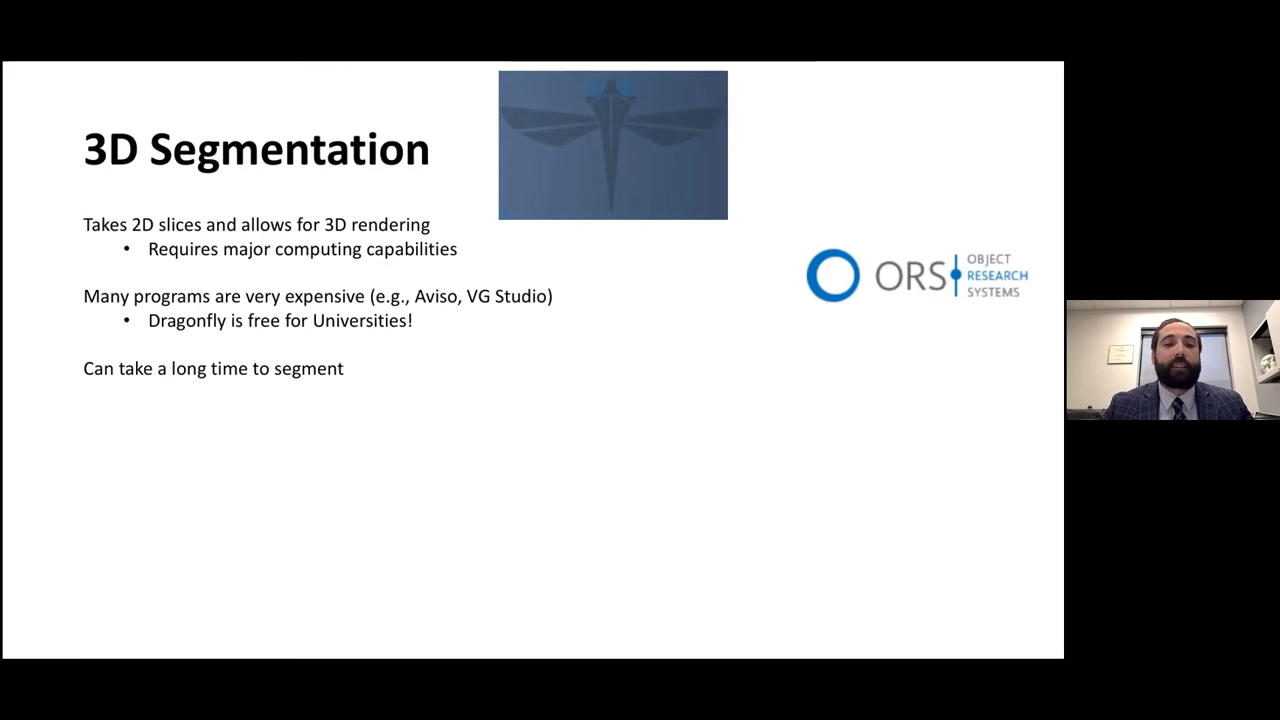 3D Segmentation
Takes 2D slices and allows for 3D rendering
• Requires major computing capabilities
Many programs are very expensive (e.g., Aviso, VG Studio)
• Dragonfly is free for Universities!
Can take a long time to segment
ORS
OBJECT
RESEARCH
SYSTEMS